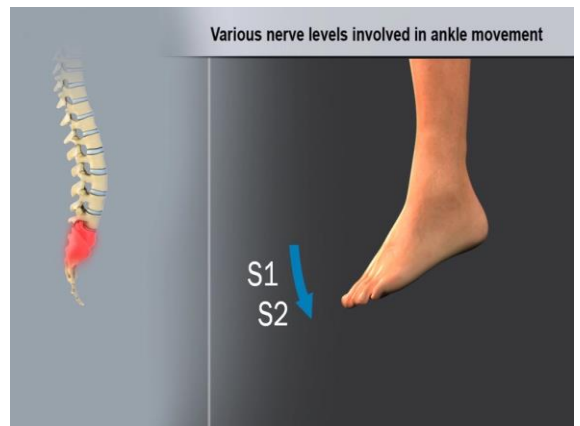 Various nerve levels involved in ankle movement
S1
S2